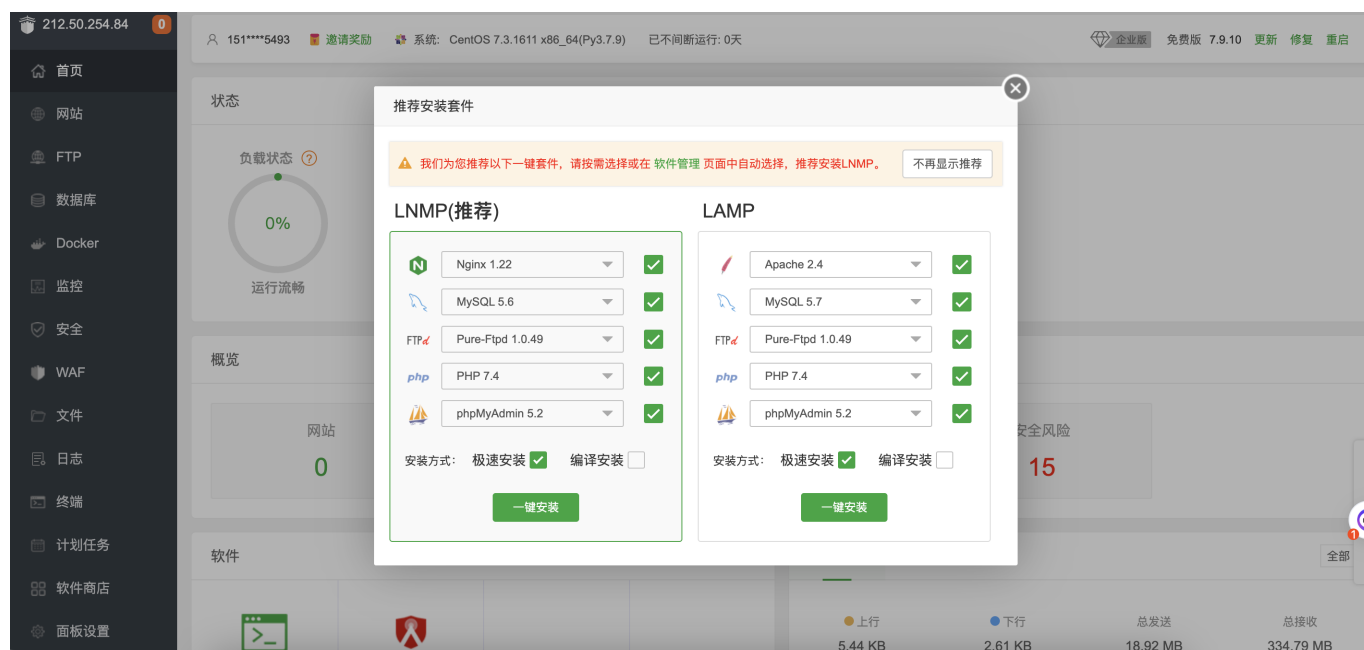 212.50.254.84 0
151****5493 邀请奖励 系统: CentOS 7.3.1611 x86_64(Py3.7.9) 已不间断运行: 0天 企业版 免费版 7.9.10 更新 修复 重启
首页
网站
FTP
数据库
Docker
监控
安全
WAF
文件
日志
终端
计划任务
软件商店
面板设置
状态
负载状态 ?
0%
运行流畅
概览
网站
0
安全风险
15
软件
全部
上行 下行 总发送 总接收
5.44 KB 2.61 KB 18.92 MB 334.79 MB
1
推荐安装套件
我们为您推荐以下一键套件，请按需选择或在 软件管理 页面中自动选择，推荐安装LNMP。 不再显示推荐
LNMP(推荐)
Nginx 1.22
MySQL 5.6
FTPd Pure-Ftpd 1.0.49
php PHP 7.4
phpMyAdmin 5.2
安装方式: 极速安装 编译安装
一键安装
LAMP
Apache 2.4
MySQL 5.7
FTPd Pure-Ftpd 1.0.49
php PHP 7.4
phpMyAdmin 5.2
安装方式: 极速安装 编译安装
一键安装